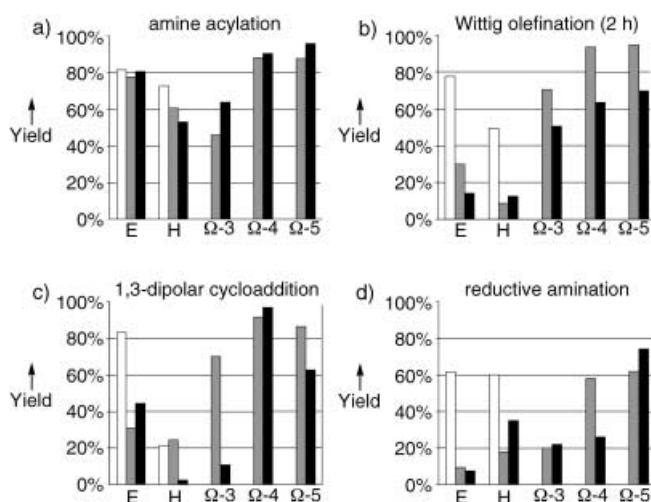 a) amine acylation
100%
80%
60%
40%
20%
0%
Yield
E H Ω-3 Ω-4 Ω-5
b) Wittig olefination (2 h)
100%
80%
60%
40%
20%
0%
Yield
E H Ω-3 Ω-4 Ω-5
c) 1,3-dipolar cycloaddition
100%
80%
60%
40%
20%
0%
Yield
E H Ω-3 Ω-4 Ω-5
d) reductive amination
100%
80%
60%
40%
20%
0%
Yield
E H Ω-3 Ω-4 Ω-5